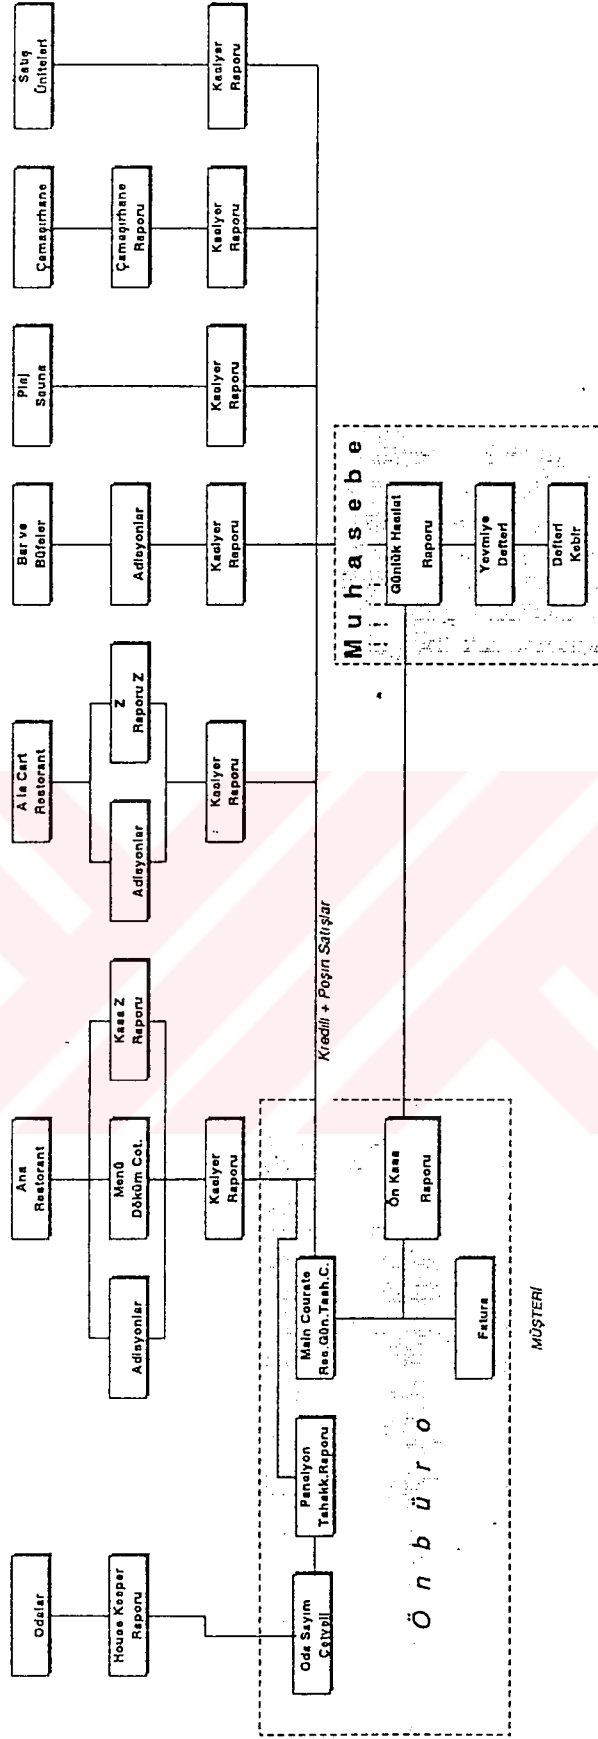 Odalar
Ana
Restorant
A la Cart
Restorant
Bar ve
Büfeler
Plaj
Sauna
Çamaşırhane
Satış
Üniteleri
House Keeper
Raporu
Adisyonlar
Menü
Döküm Cet.
Kasa Z
Raporu
Adisyonlar
Z
Raporu Z
Adisyonlar
Çamaşırhane
Raporu
Kasiyer
Raporu
Kasiyer
Raporu
Kasiyer
Raporu
Kasiyer
Raporu
Kasiyer
Raporu
Kasiyer
Raporu
Kredili + Peşin Satışlar
Oda Sayım
Cetveli
Pansiyon
Tahakk.Raporu
Main Courate
Res.Gün.Tash.C.
Muhasebe
Ön Kasa
Raporu
Günlük Hasılat
Raporu
Önbüro
Fatura
Yevmiye
Defteri
Defteri
Kebir
MÜŞTERİ